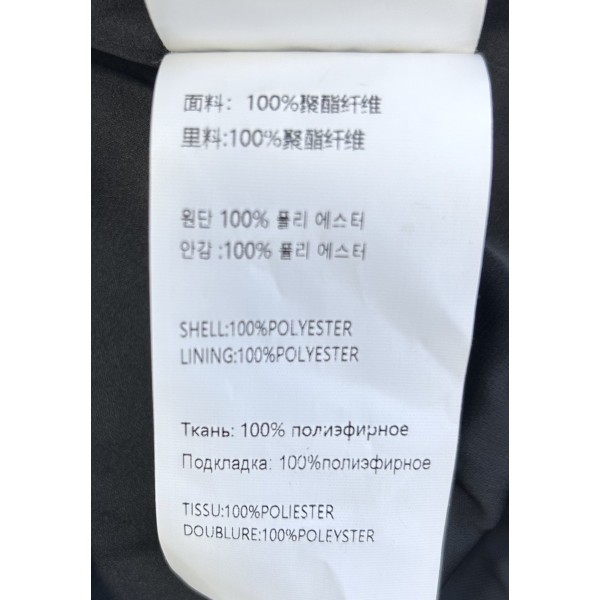 面料：100%聚酯纤维
里料:100%聚酯纤维
원단 100% 폴리 에스터
안감 :100% 폴리 에스터
SHELL:100%POLYESTER
LINING:100%POLYESTER
Ткань: 100% полиэфирное
Подкладка: 100%полиэфирное
TISSU:100%POLIESTER
DOUBLURE:100%POLEYSTER